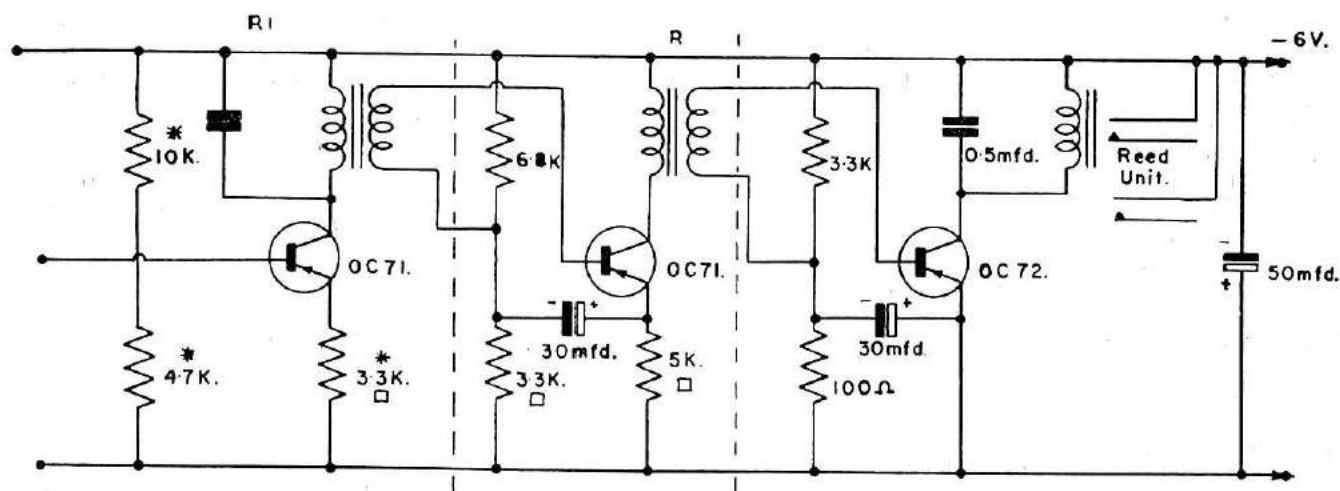 R1
R
-6V.
* 10K.
6.8K
3.3K
0.5mfd.
Reed
Unit.
OC71.
OC71.
OC72.
-
+
50mfd.
- +
30mfd.
- +
30mfd.
* 4.7K.
* 3.3K. □
3.3K. □
5K. □
100Ω